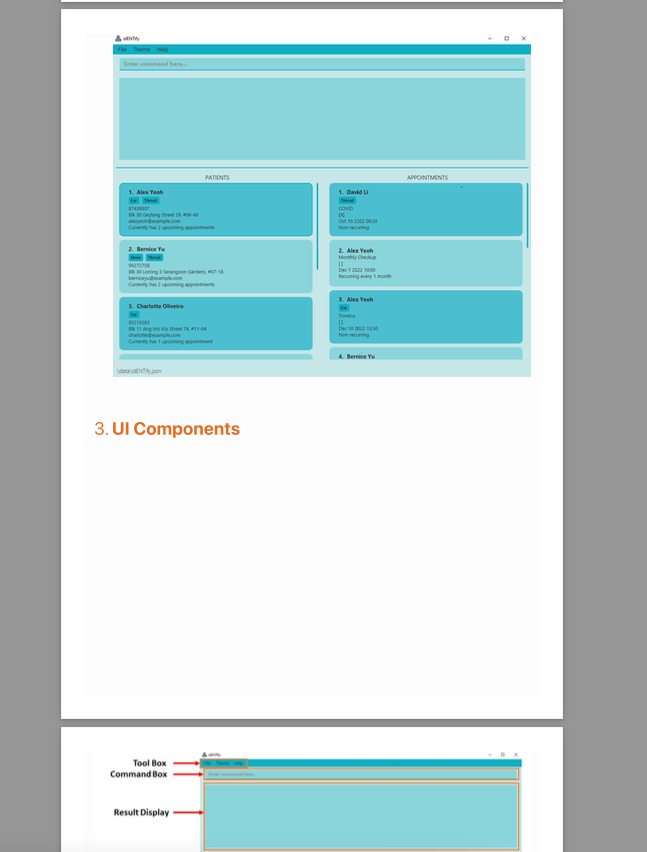 idENTify
File Theme Help
Enter command here...
PATIENTS
1. Alex Yeoh
Ear Throat
87438807
Blk 30 Geylang Street 29, #06-40
alexyeoh@example.com
Currently has 2 upcoming appointments
2. Bernice Yu
Nose Throat
99272758
Blk 30 Lorong 3 Serangoon Gardens, #07-18
berniceyu@example.com
Currently has 2 upcoming appointments
3. Charlotte Oliveiro
Ear
93210283
Blk 11 Ang Mo Kio Street 74, #11-04
charlotte@example.com
Currently has 1 upcoming appointment
APPOINTMENTS
1. David Li
Throat
COVID
[X]
Oct 10 2022 08:30
Non-recurring
2. Alex Yeoh
Monthly Checkup
[ ]
Dec 1 2022 10:00
Recurring every 1 month
3. Alex Yeoh
Ear
Tinnitus
[ ]
Dec 10 2022 13:30
Non-recurring
4. Bernice Yu
.\data\idENTify.json
3. UI Components
idENTify
Tool Box
File Theme Help
Command Box
Enter command here...
Result Display